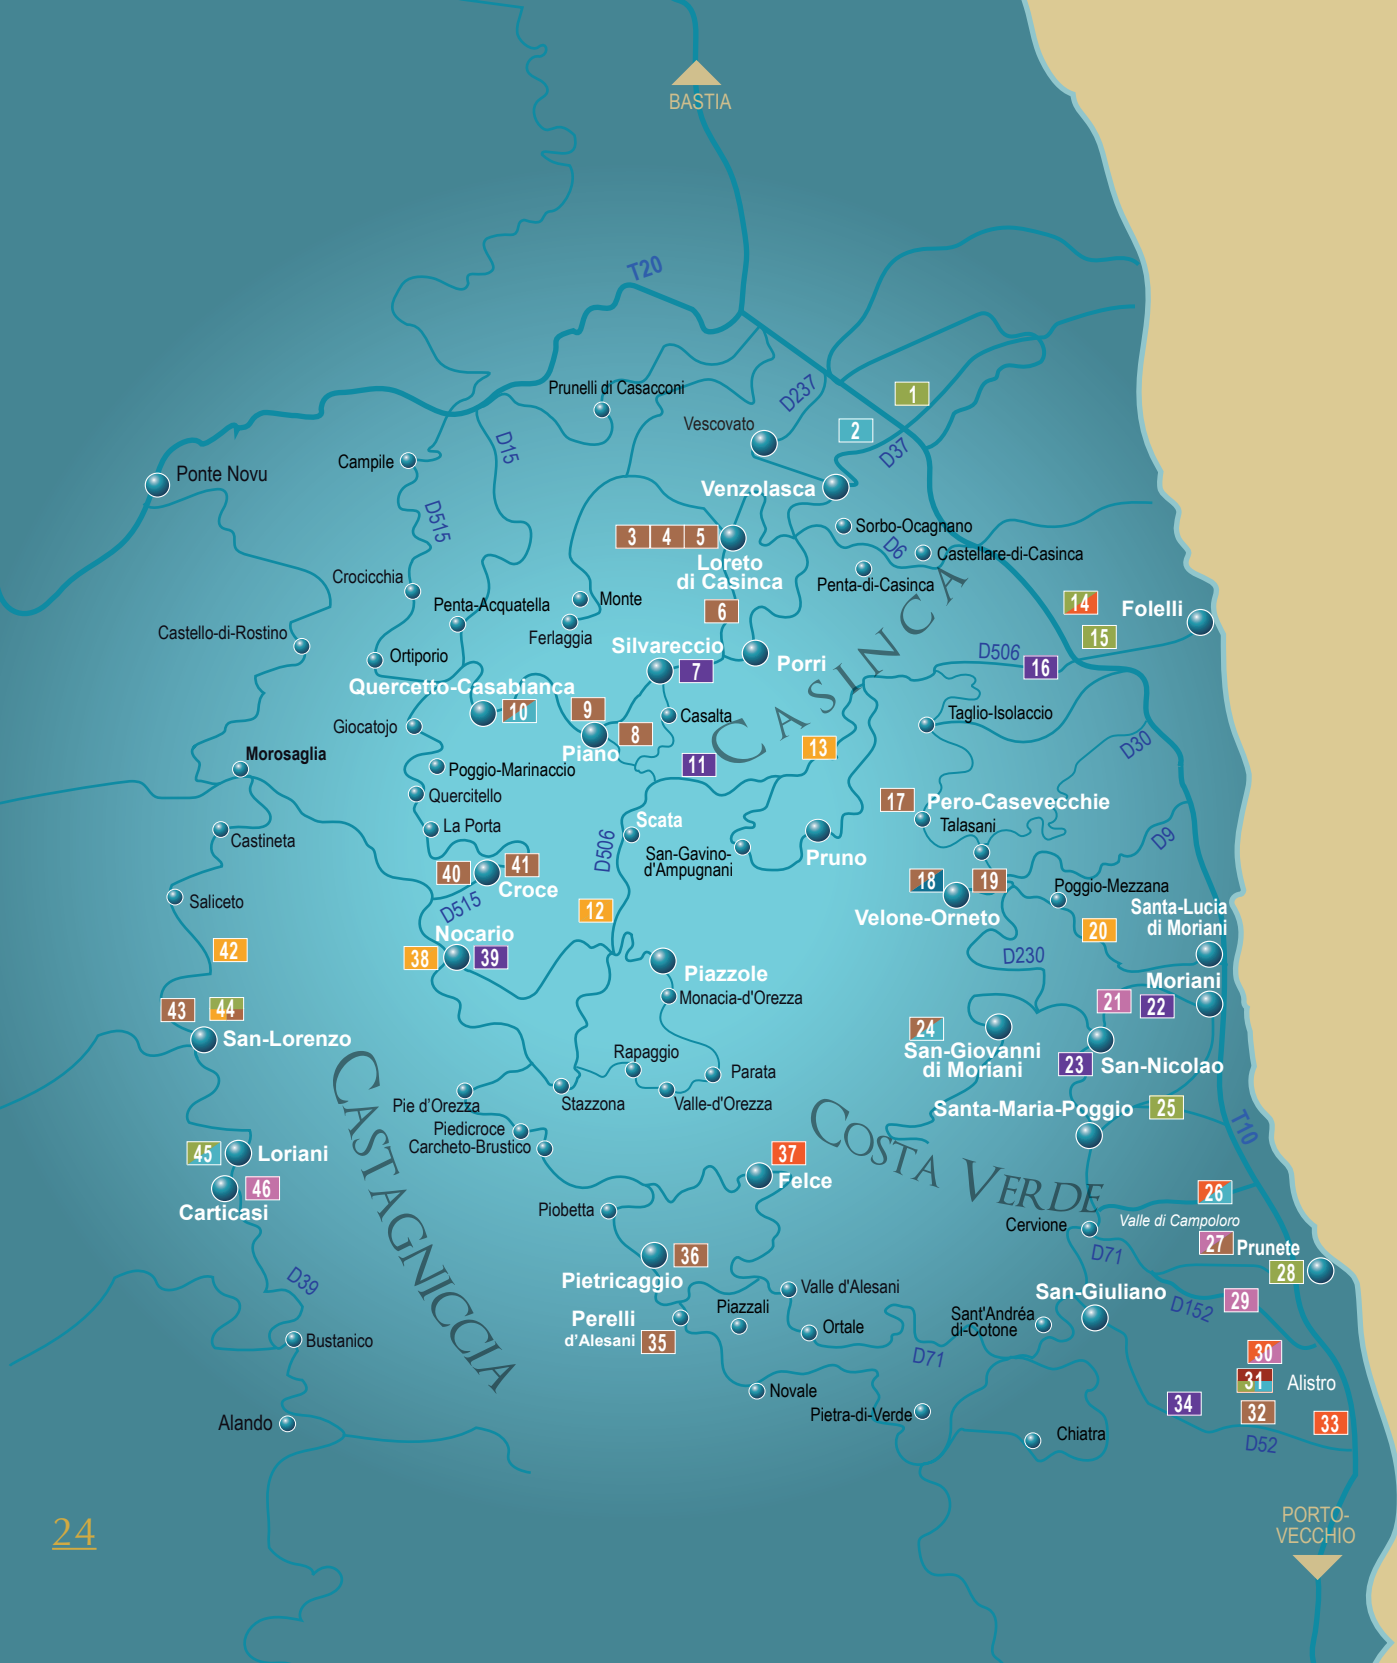 BASTIA
T20
Prunelli di Casacconi
D237
1
Vescovato
2
D15
D37
Campile
Ponte Novu
Venzolasca
D515
Sorbo-Ocagnano
3 4 5
D6
Castellare-di-Casinca
Loreto
di Casinca
Penta-di-Casinca
Crocicchia
Monte
Penta-Acquatella
6
14
Folelli
Castello-di-Rostino
Ferlaggia
15
Silvareccio
Ortiporio
7
Porri
D506
16
CASINCA
Quercetto-Casabianca
10
9
Casalta
Taglio-Isolaccio
Giocatojo
8
Piano
13
D30
Morosaglia
11
Poggio-Marinaccio
Quercitello
17
Pero-Casevecchie
La Porta
Scata
Talasani
Castineta
D506
San-Gavino-
d'Ampugnani
Pruno
D9
40
41
Croce
18
19
Poggio-Mezzana
Saliceto
D515
12
Velone-Orneto
Santa-Lucia
di Moriani
Nocario
20
42
38
39
D230
Piazzole
Moriani
Monacia-d'Orezza
21
22
43
44
San-Lorenzo
24
San-Giovanni
di Moriani
Rapaggio
23
San-Nicolao
Parata
CASTAGNICCIA
Pie d'Orezza
Stazzona
Valle-d'Orezza
Santa-Maria-Poggio
25
Piedicroce
COSTA VERDE
T10
Carcheto-Brustico
45
Loriani
37
Felce
46
Carticasi
26
Piobetta
Cervione
Valle di Campoloro
27
Prunete
36
D71
28
Pietricaggio
D39
Valle d'Alesani
San-Giuliano
29
Piazzali
D152
Perelli
d'Alesani
35
Ortale
Sant'Andréa
di-Cotone
Bustanico
D71
30
31
Alistro
Novale
34
32
Pietra-di-Verde
33
Alando
Chiatra
D52
PORTO-
VECCHIO
24